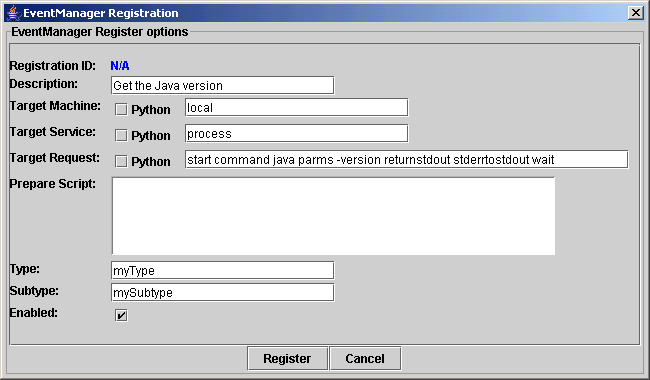 EventManager Registration
EventManager Register options
Registration ID: N/A
Description: Get the Java version
Target Machine: Python local
Target Service: Python process
Target Request: Python start command java parms -version returnstdout stderrtostdout wait
Prepare Script:
Type: myType
Subtype: mySubtype
Enabled:
Register Cancel